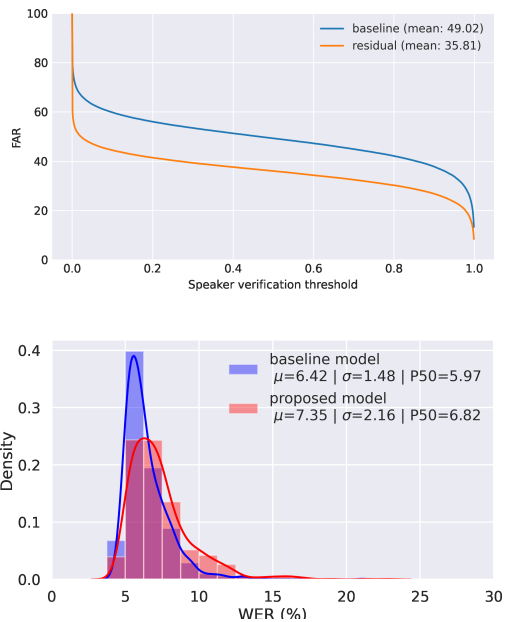 100
80
60
40
20
0
FAR
baseline (mean: 49.02)
residual (mean: 35.81)
0.0 0.2 0.4 0.6 0.8 1.0
Speaker verification threshold
0.4
0.3
0.2
0.1
0.0
Density
baseline model
μ=6.42 | σ=1.48 | P50=5.97
proposed model
μ=7.35 | σ=2.16 | P50=6.82
0 5 10 15 20 25 30
WER (%)